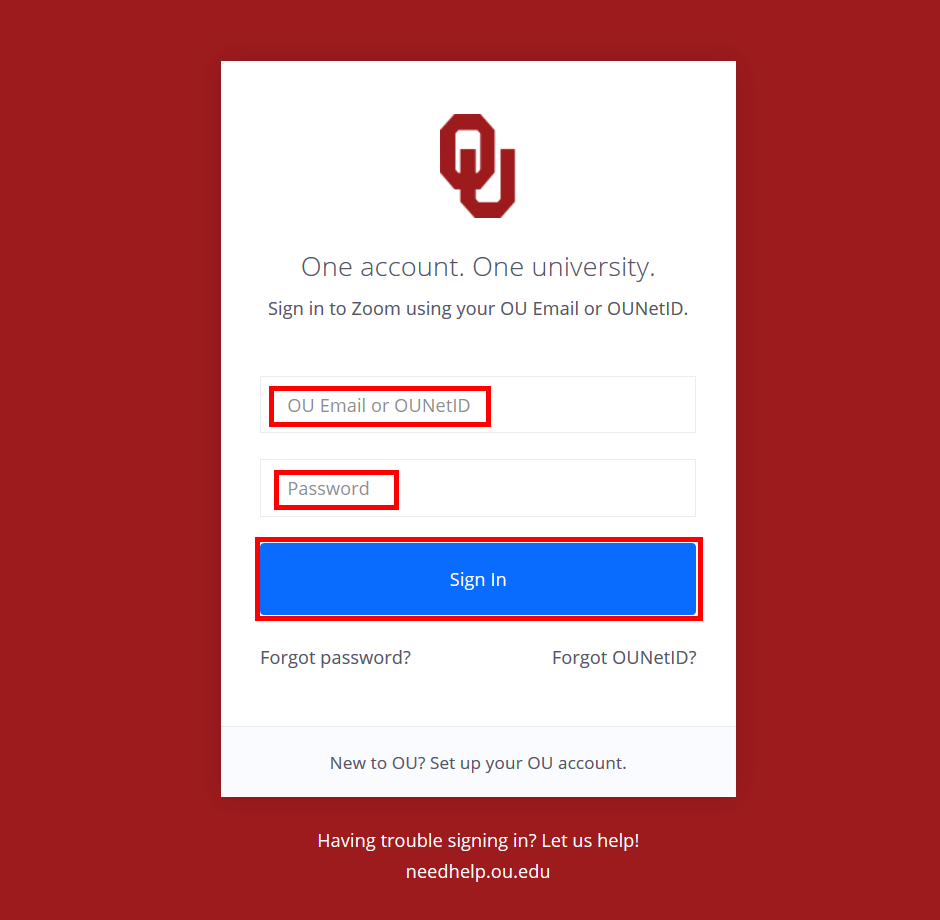 OU
One account. One university.
Sign in to Zoom using your OU Email or OUNetID.
OU Email or OUNetID
Password
Sign In
Forgot password? Forgot OUNetID?
New to OU? Set up your OU account.
Having trouble signing in? Let us help!
needhelp.ou.edu